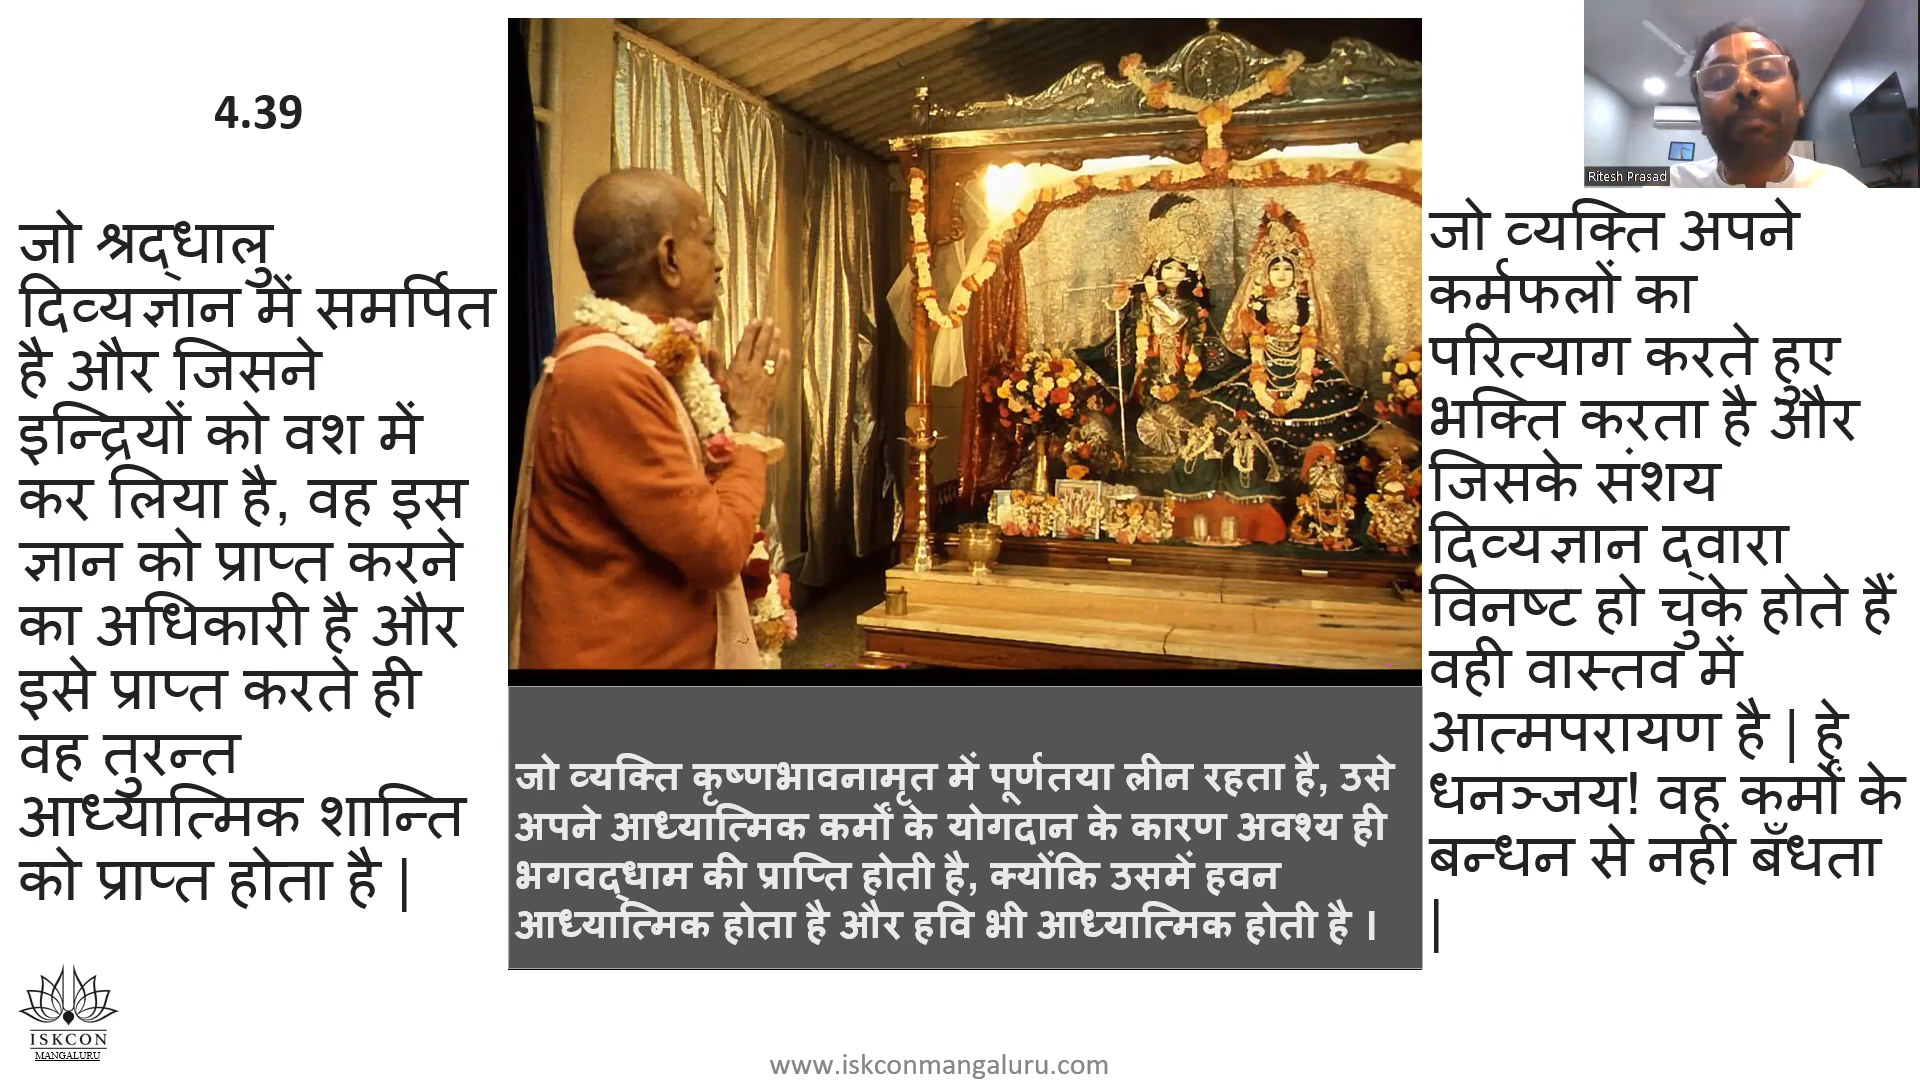 4.39
जो श्रद्धालु
दिव्यज्ञान में समर्पित
है और जिसने
इन्द्रियों को वश में
कर लिया है, वह इस
ज्ञान को प्राप्त करने
का अधिकारी है और
इसे प्राप्त करते ही
वह तुरन्त
आध्यात्मिक शान्ति
को प्राप्त होता है |
जो व्यक्ति कृष्णभावनामृत में पूर्णतया लीन रहता है, उसे
अपने आध्यात्मिक कर्मों के योगदान के कारण अवश्य ही
भगवद्धाम की प्राप्ति होती है, क्योंकि उसमें हवन
आध्यात्मिक होता है और हवि भी आध्यात्मिक होती है ।
Ritesh Prasad
जो व्यक्ति अपने
कर्मफलों का
परित्याग करते हुए
भक्ति करता है और
जिसके संशय
दिव्यज्ञान द्वारा
विनष्ट हो चुके होते हैं
वही वास्तव में
आत्मपरायण है | हे
धनञ्जय! वह कर्मों के
बन्धन से नहीं बँधता
|
ISKCON
MANGALURU
www.iskconmangaluru.com